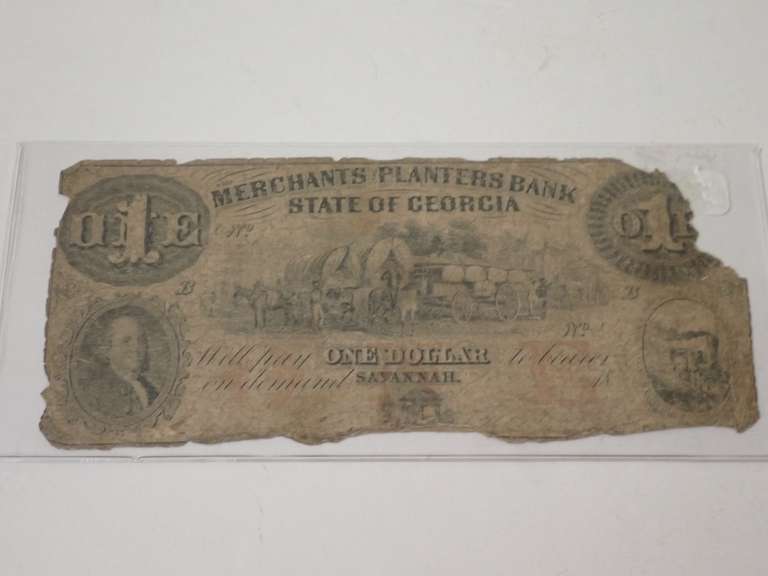 ONE
MERCHANTS PLANTERS BANK
STATE OF GEORGIA
ONE
No
B
B
No
Will pay ONE DOLLAR to bearer
on demand SAVANNAH. 18